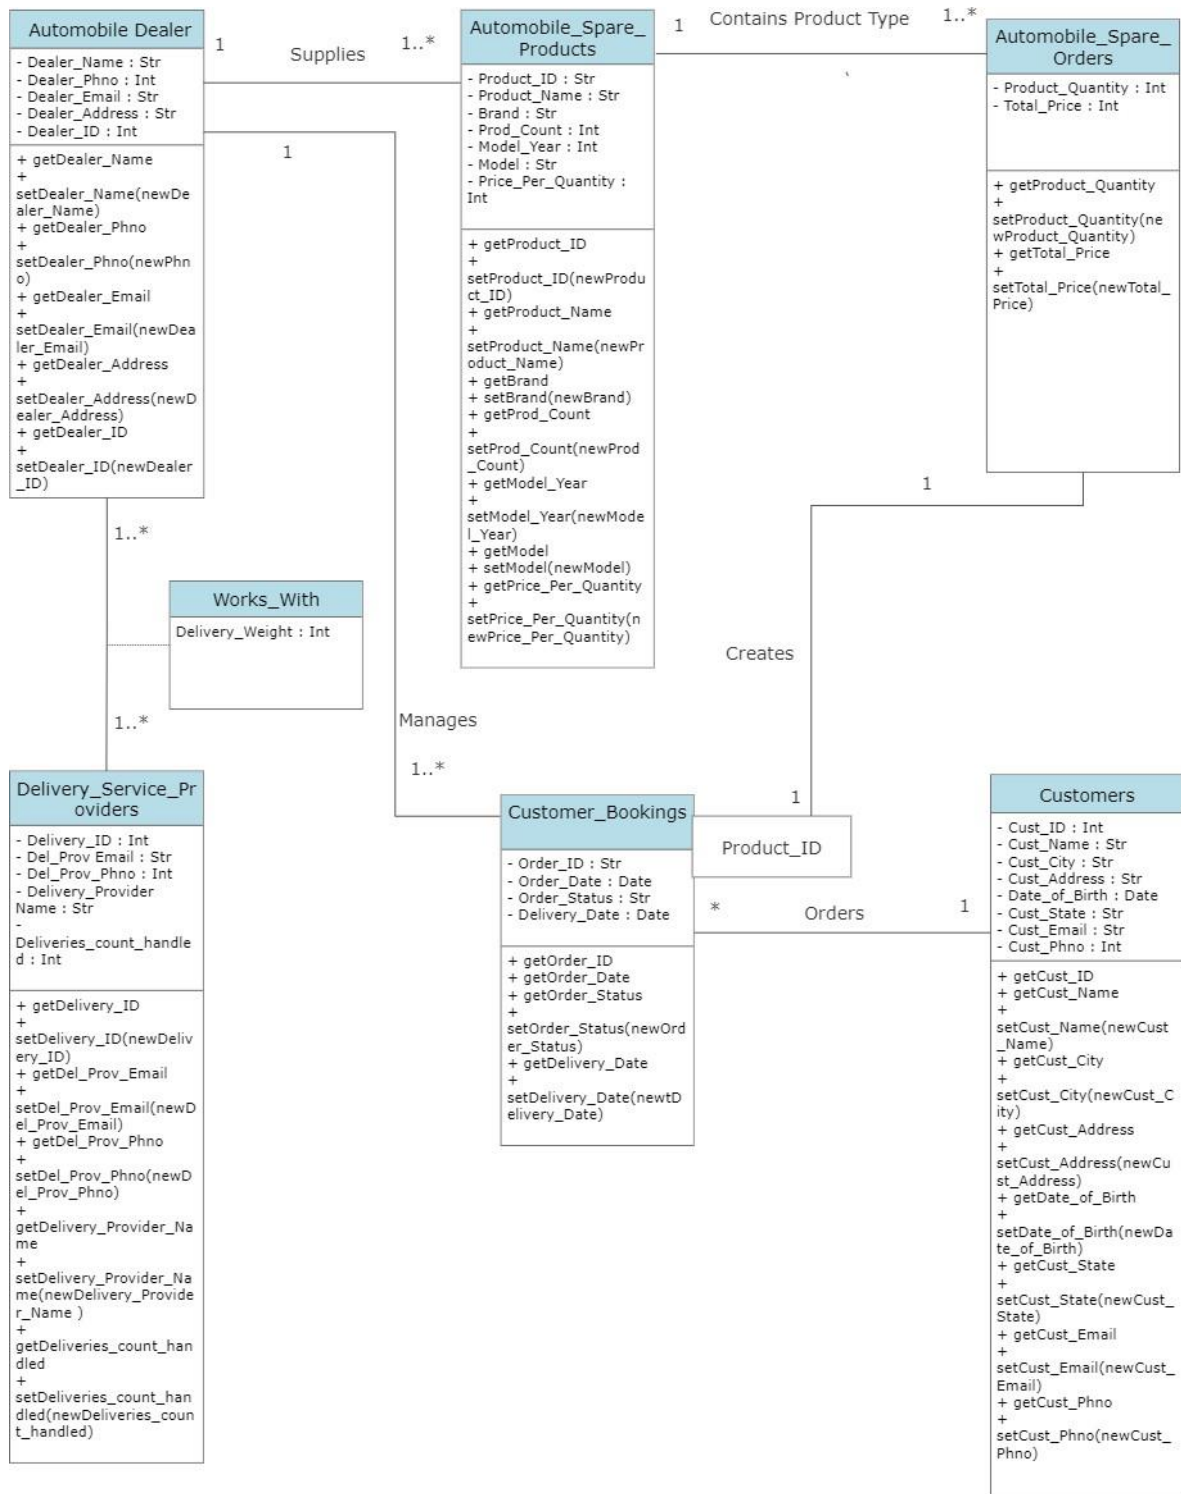 Automobile Dealer
- Dealer_Name : Str
- Dealer_Phno : Int
- Dealer_Email : Str
- Dealer_Address : Str
- Dealer_ID : Int
+ getDealer_Name
+
setDealer_Name(newDe
aler_Name)
+ getDealer_Phno
+
setDealer_Phno(newPhn
o)
+ getDealer_Email
+
setDealer_Email(newDea
ler_Email)
+ getDealer_Address
+
setDealer_Address(newD
ealer_Address)
+ getDealer_ID
+
setDealer_ID(newDealer
_ID)
1
Supplies
1..*
1
Automobile_Spare_
Products
- Product_ID : Str
- Product_Name : Str
- Brand : Str
- Prod_Count : Int
- Model_Year : Int
- Model : Str
- Price_Per_Quantity :
Int
+ getProduct_ID
+
setProduct_ID(newProdu
ct_ID)
+ getProduct_Name
+
setProduct_Name(newPr
oduct_Name)
+ getBrand
+ setBrand(newBrand)
+ getProd_Count
+
setProd_Count(newProd
_Count)
+ getModel_Year
+
setModel_Year(newMode
l_Year)
+ getModel
+ setModel(newModel)
+ getPrice_Per_Quantity
+
setPrice_Per_Quantity(n
ewPrice_Per_Quantity)
1
Contains Product Type
1..*
Automobile_Spare_
Orders
- Product_Quantity : Int
- Total_Price : Int
+ getProduct_Quantity
+
setProduct_Quantity(ne
wProduct_Quantity)
+ getTotal_Price
+
setTotal_Price(newTotal_
Price)
1
Creates
1
1..*
Works_With
Delivery_Weight : Int
1..*
Manages
1..*
Delivery_Service_Pr
oviders
- Delivery_ID : Int
- Del_Prov Email : Str
- Del_Prov_Phno : Int
- Delivery_Provider
Name : Str
-
Deliveries_count_handle
d : Int
+ getDelivery_ID
+
setDelivery_ID(newDeliv
ery_ID)
+ getDel_Prov_Email
+
setDel_Prov_Email(newD
el_Prov_Email)
+ getDel_Prov_Phno
+
setDel_Prov_Phno(newD
el_Prov_Phno)
+
getDelivery_Provider_Na
me
+
setDelivery_Provider_Na
me(newDelivery_Provide
r_Name )
+
getDeliveries_count_han
dled
+
setDeliveries_count_han
dled(newDeliveries_coun
t_handled)
Customer_Bookings
- Order_ID : Str
- Order_Date : Date
- Order_Status : Str
- Delivery_Date : Date
+ getOrder_ID
+ getOrder_Date
+ getOrder_Status
+
setOrder_Status(newOrd
er_Status)
+ getDelivery_Date
+
setDelivery_Date(newtD
elivery_Date)
Product_ID
*
Orders
1
Customers
- Cust_ID : Int
- Cust_Name : Str
- Cust_City : Str
- Cust_Address : Str
- Date_of_Birth : Date
- Cust_State : Str
- Cust_Email : Str
- Cust_Phno : Int
+ getCust_ID
+ getCust_Name
+
setCust_Name(newCust
_Name)
+ getCust_City
+
setCust_City(newCust_C
ity)
+ getCust_Address
+
setCust_Address(newCu
st_Address)
+ getDate_of_Birth
+
setDate_of_Birth(newDa
te_of_Birth)
+ getCust_State
+
setCust_State(newCust_
State)
+ getCust_Email
+
setCust_Email(newCust_
Email)
+ getCust_Phno
+
setCust_Phno(newCust_
Phno)